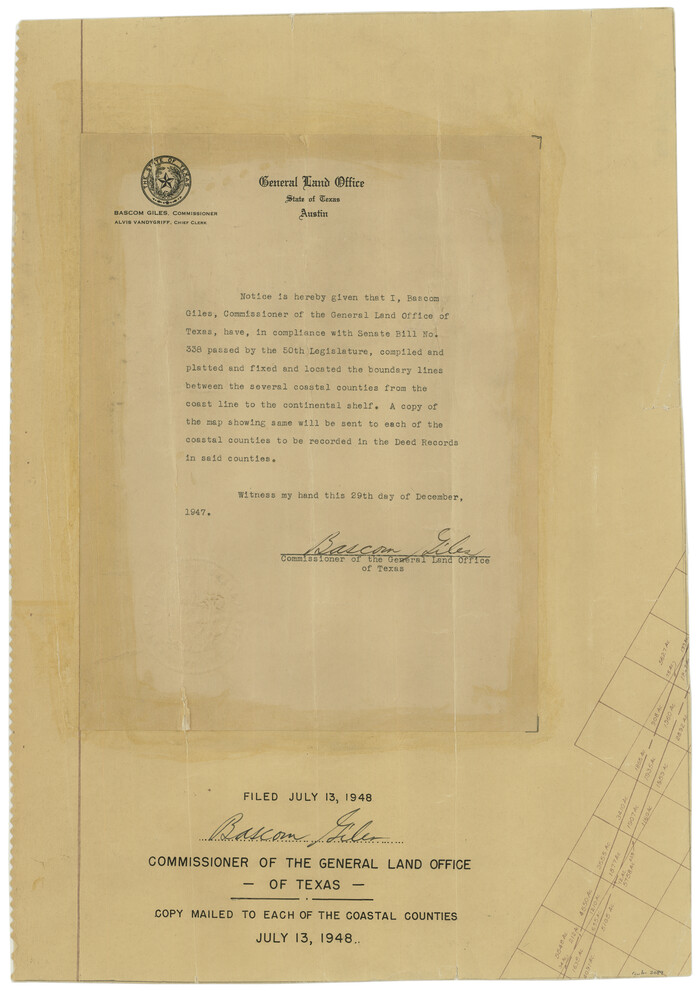 THE STATE OF TEXAS
BASCOM GILES, COMMISSIONER
ALVIS VANDYGRIFF, CHIEF CLERK
General Land Office
State of Texas
Austin
Notice is hereby given that I, Bascom
Giles, Commissioner of the General Land Office of
Texas, have, in compliance with Senate Bill No.
338 passed by the 50th Legislature, compiled and
platted and fixed and located the boundary lines
between the several coastal counties from the
coast line to the continental shelf. A copy of
the map showing same will be sent to each of the
coastal counties to be recorded in the Deed Records
in said counties.
Witness my hand this 29th day of December,
1947.
Bascom Giles
Commissioner of the General Land Office
of Texas
FILED JULY 13, 1948
Bascom Giles
COMMISSIONER OF THE GENERAL LAND OFFICE
— OF TEXAS —
COPY MAILED TO EACH OF THE COASTAL COUNTIES
JULY 13, 1948.